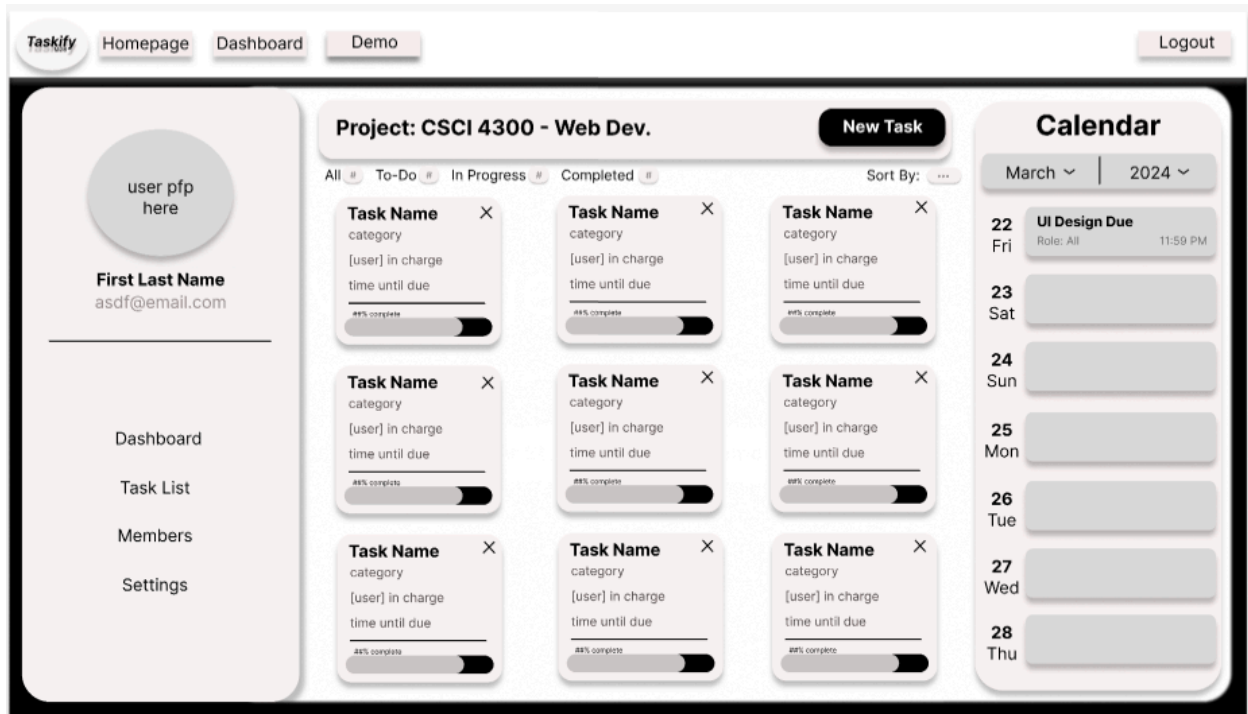 Taskify
Homepage
Dashboard
Demo
Logout
user pfp
here
First Last Name
asdf@email.com
Dashboard
Task List
Members
Settings
Project: CSCI 4300 - Web Dev.
New Task
All #
To-Do #
In Progress #
Completed #
Sort By: ...
Task Name
category
[user] in charge
time until due
##% complete
Task Name
category
[user] in charge
time until due
##% complete
Task Name
category
[user] in charge
time until due
##% complete
Task Name
category
[user] in charge
time until due
##% complete
Task Name
category
[user] in charge
time until due
##% complete
Task Name
category
[user] in charge
time until due
##% complete
Task Name
category
[user] in charge
time until due
##% complete
Task Name
category
[user] in charge
time until due
##% complete
Task Name
category
[user] in charge
time until due
##% complete
Calendar
March
2024
22
Fri
UI Design Due
Role: All
11:59 PM
23
Sat
24
Sun
25
Mon
26
Tue
27
Wed
28
Thu